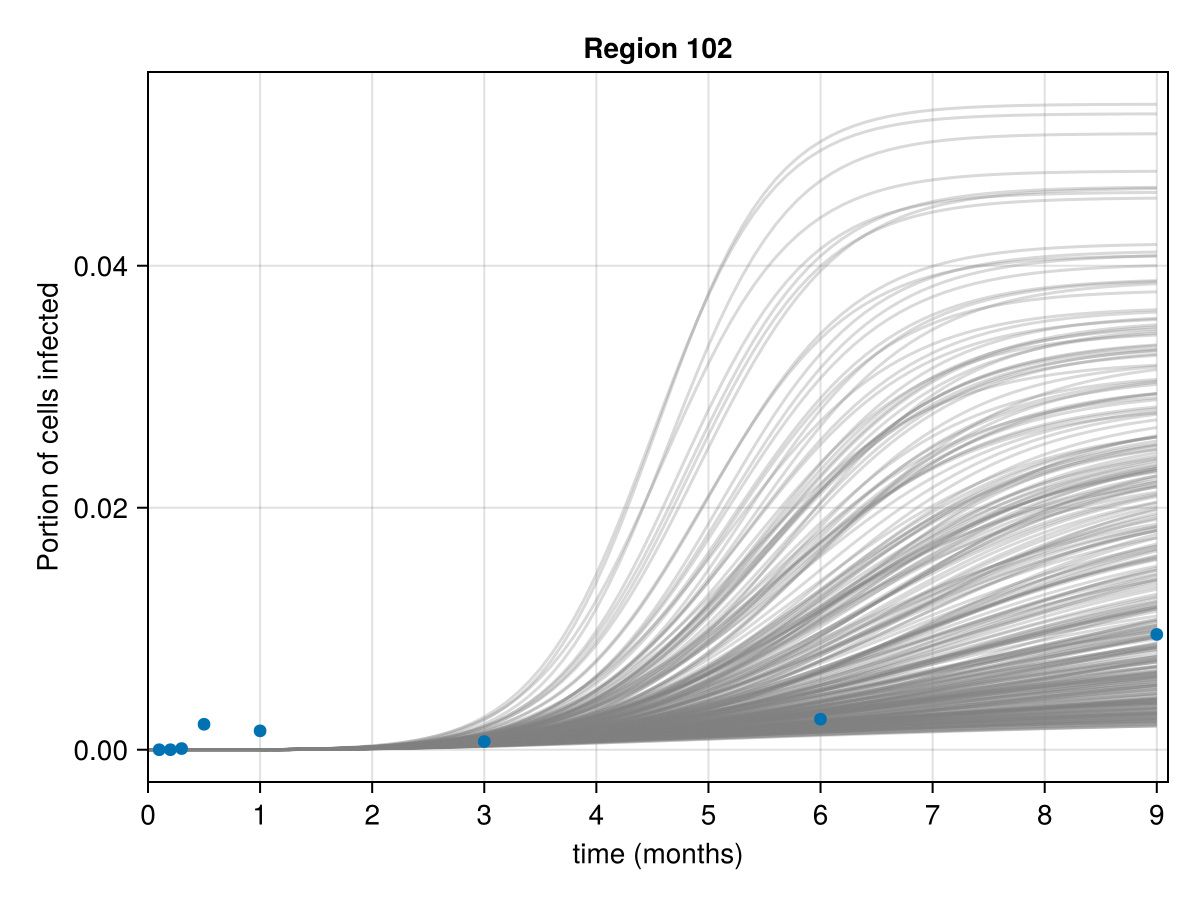 Region 102
Portion of cells infected
0.04
0.02
0.00
0 1 2 3 4 5 6 7 8 9
time (months)